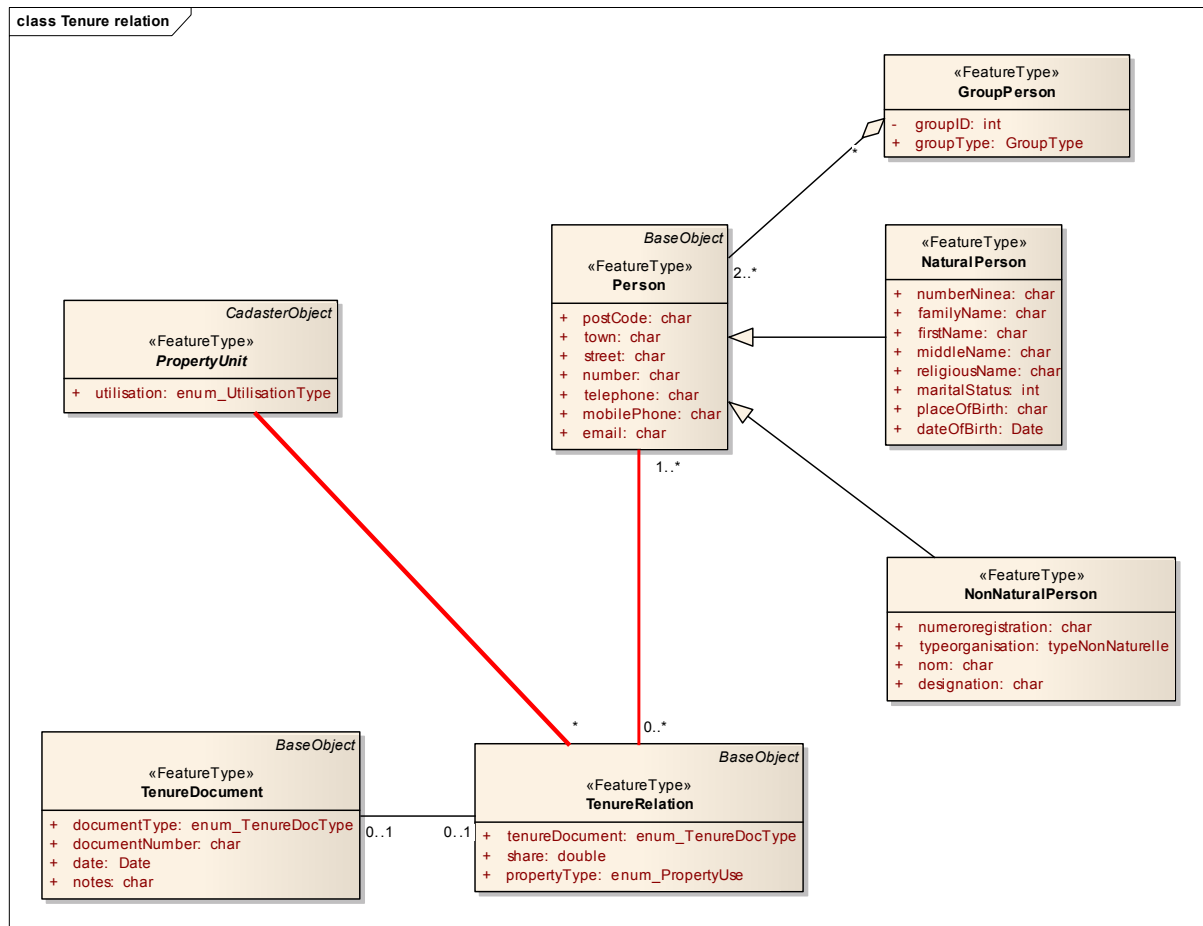 class Tenure relation
«FeatureType»
GroupPerson
- groupID: int
+ groupType: GroupType
*
2..*
BaseObject
«FeatureType»
Person
+ postCode: char
+ town: char
+ street: char
+ number: char
+ telephone: char
+ mobilePhone: char
+ email: char
1..*
«FeatureType»
NaturalPerson
+ numberNinea: char
+ familyName: char
+ firstName: char
+ middleName: char
+ religiousName: char
+ maritalStatus: int
+ placeOfBirth: char
+ dateOfBirth: Date
CadasterObject
«FeatureType»
PropertyUnit
+ utilisation: enum_UtilisationType
«FeatureType»
NonNaturalPerson
+ numeroregistration: char
+ typeorganisation: typeNonNaturelle
+ nom: char
+ designation: char
*
0..*
BaseObject
«FeatureType»
TenureDocument
+ documentType: enum_TenureDocType
+ documentNumber: char
+ date: Date
+ notes: char
0..1
0..1
BaseObject
«FeatureType»
TenureRelation
+ tenureDocument: enum_TenureDocType
+ share: double
+ propertyType: enum_PropertyUse